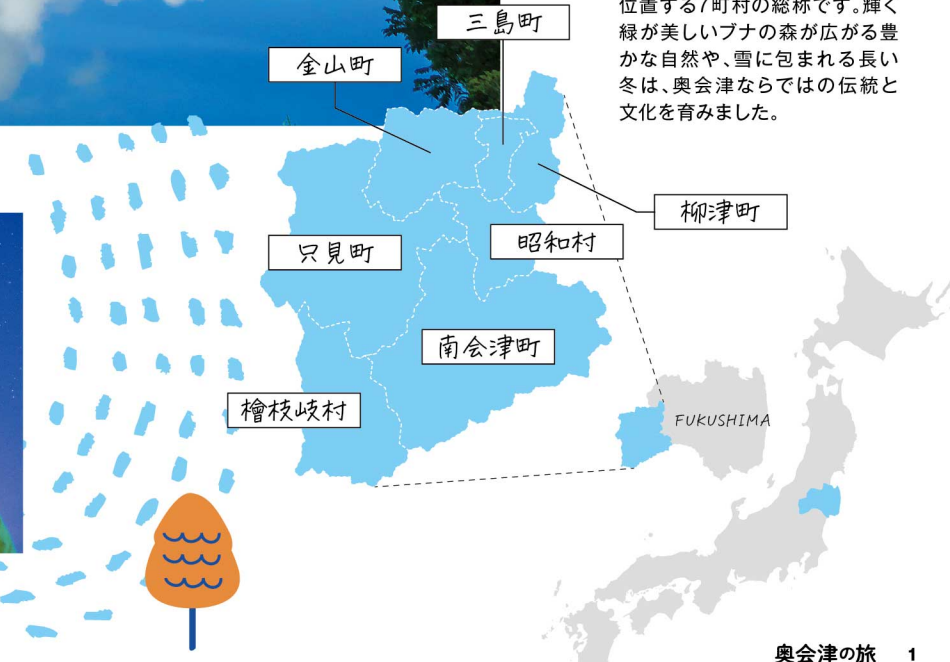 位置する7町村の総称です。輝く
緑が美しいブナの森が広がる豊
かな自然や、雪に包まれる長い
冬は、奥会津ならではの伝統と
文化を育みました。
三島町
金山町
柳津町
昭和村
只見町
南会津町
檜枝岐村
FUKUSHIMA
奥会津の旅 1